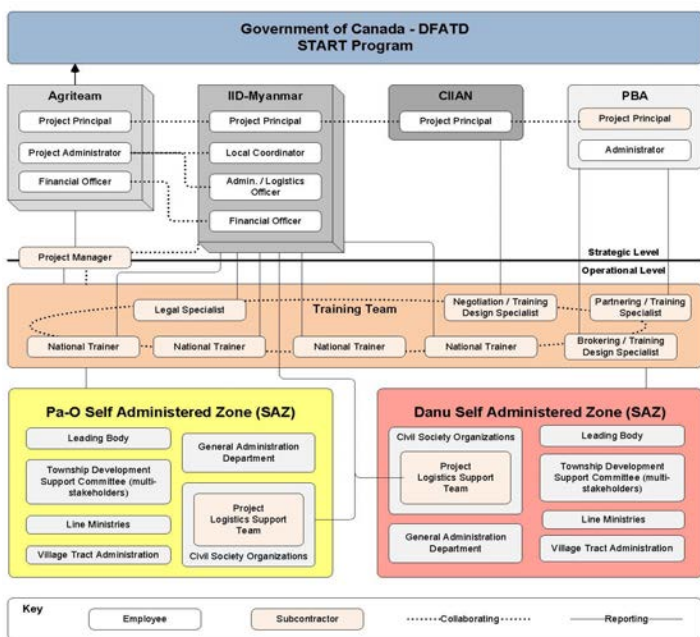 Government of Canada - DFATD
START Program
Agriteam
Project Principal
Project Administrator
Financial Officer
IID-Myanmar
Project Principal
Local Coordinator
Admin. / Logistics
Officer
Financial Officer
CIIAN
Project Principal
PBA
Project Principal
Administrator
Project Manager
Strategic Level
Operational Level
Training Team
Legal Specialist
Negotiation / Training
Design Specialist
Partnering / Training
Specialist
National Trainer
National Trainer
National Trainer
National Trainer
Brokering / Training
Design Specialist
Pa-O Self Administered Zone (SAZ)
Leading Body
Township Development
Support Committee (multi-
stakeholders)
Line Ministries
Village Tract Administration
General Administration
Department
Project
Logistics Support
Team
Civil Society Organizations
Danu Self Administered Zone (SAZ)
Civil Society Organizations
Project
Logistics Support
Team
General Administration
Department
Leading Body
Township Development
Support Committee (multi-
stakeholders)
Line Ministries
Village Tract Administration
Key
Employee
Subcontractor
Collaborating
Reporting